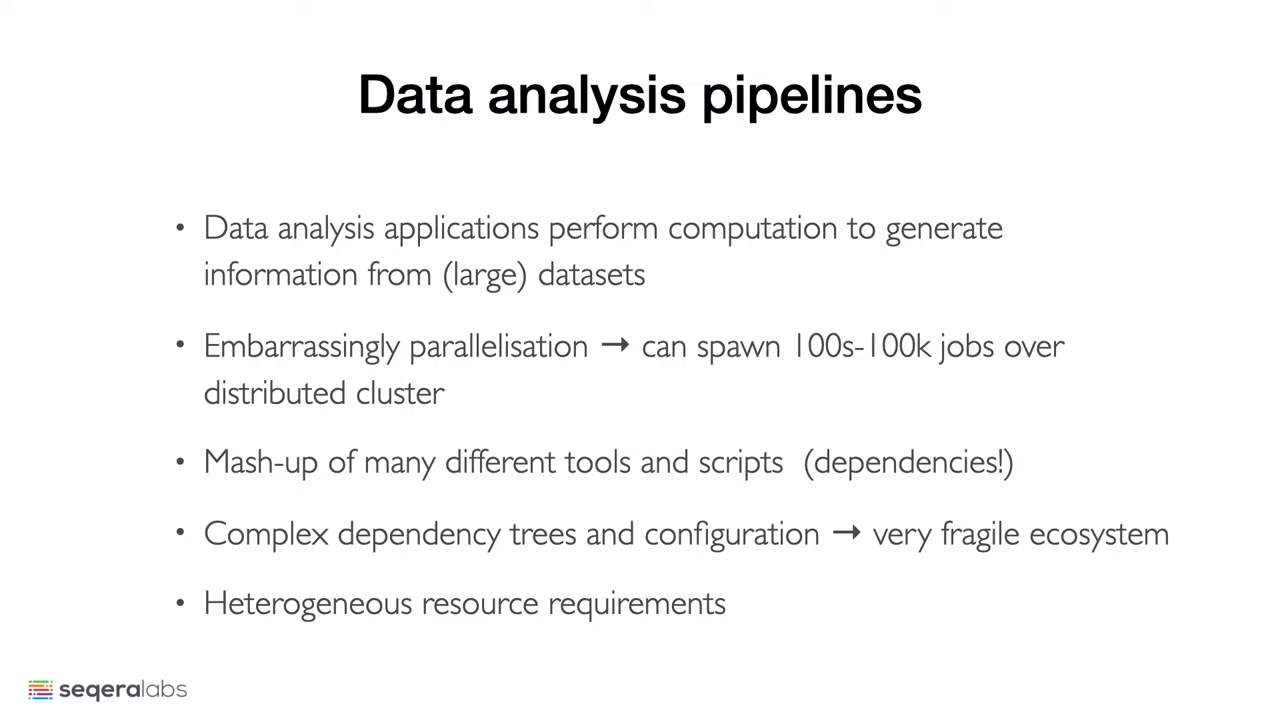 Data analysis pipelines
• Data analysis applications perform computation to generate
information from (large) datasets
• Embarrassingly parallelisation → can spawn 100s-100k jobs over
distributed cluster
• Mash-up of many different tools and scripts (dependencies!)
• Complex dependency trees and configuration → very fragile ecosystem
• Heterogeneous resource requirements
seqeralabs